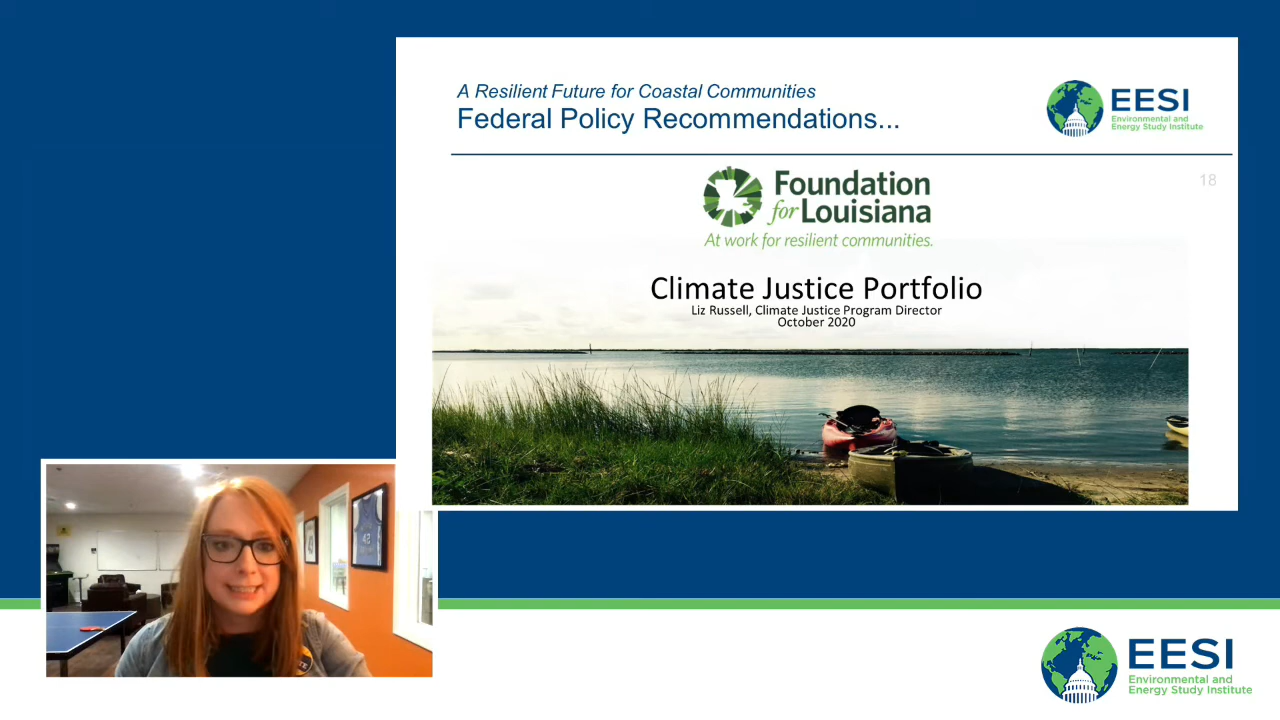 A Resilient Future for Coastal Communities
Federal Policy Recommendations...
EESI
Environmental and
Energy Study Institute
18
Foundation
for Louisiana
At work for resilient communities.
Climate Justice Portfolio
Liz Russell, Climate Justice Program Director
October 2020
42
EESI
Environmental and
Energy Study Institute